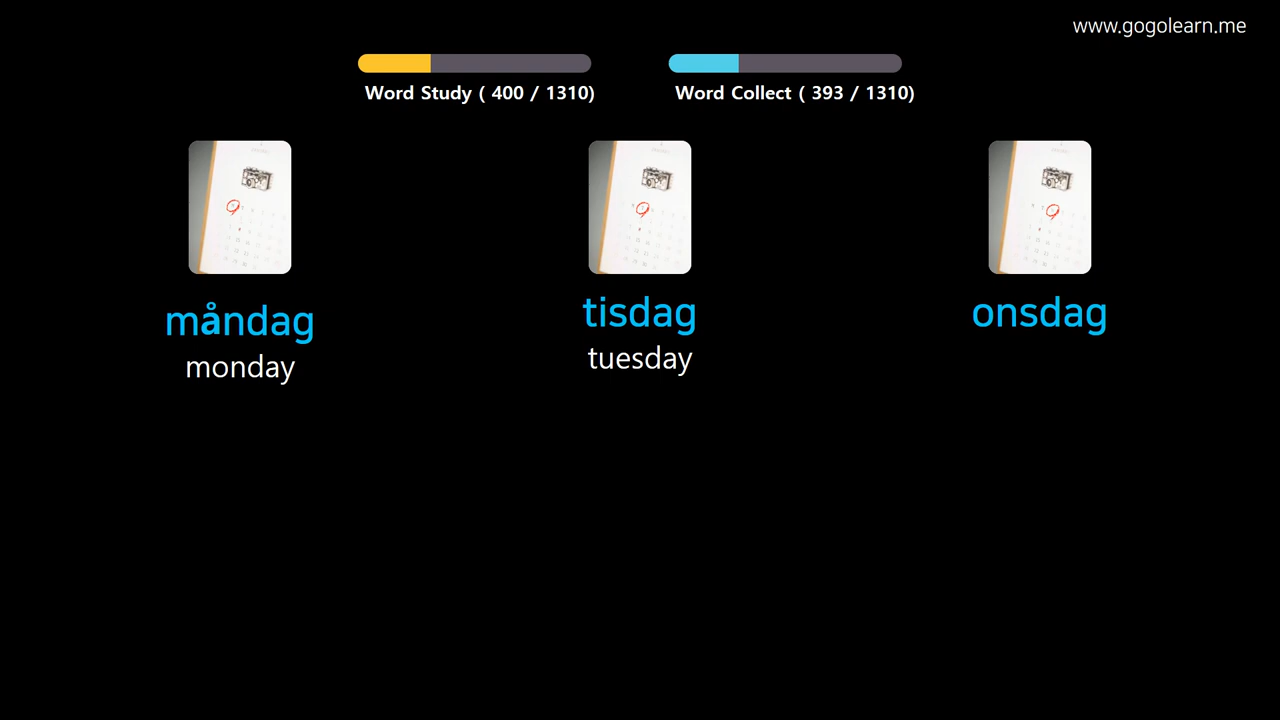 www.gogolearn.me
Word Study ( 400 / 1310)
Word Collect ( 393 / 1310)
måndag
monday
tisdag
tuesday
onsdag